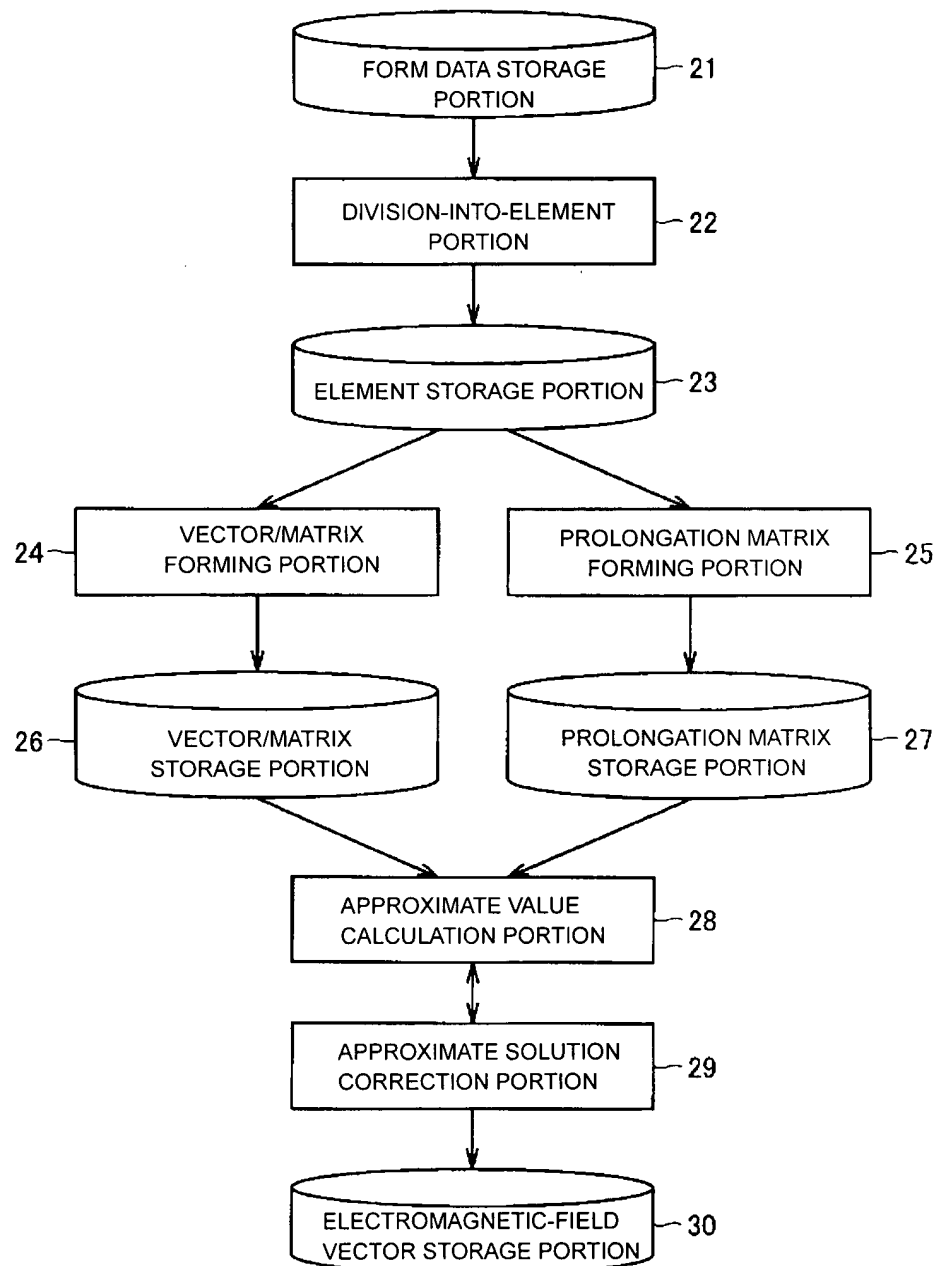 FORM DATA STORAGE
PORTION
21
DIVISION-INTO-ELEMENT
PORTION
22
ELEMENT STORAGE PORTION
23
24
VECTOR/MATRIX
FORMING PORTION
PROLONGATION MATRIX
FORMING PORTION
25
26
VECTOR/MATRIX
STORAGE PORTION
PROLONGATION MATRIX
STORAGE PORTION
27
APPROXIMATE VALUE
CALCULATION PORTION
28
APPROXIMATE SOLUTION
CORRECTION PORTION
29
ELECTROMAGNETIC-FIELD
VECTOR STORAGE PORTION
30